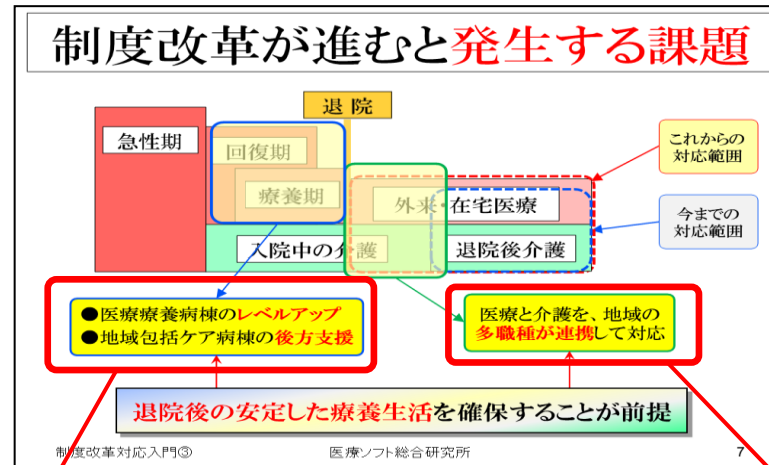 制度改革が進むと発生する課題
退 院
急性期
回復期
療養期
これからの
対応範囲
外来・在宅医療
今までの
対応範囲
入院中の介護
退院後介護
●医療療養病棟のレベルアップ
●地域包括ケア病棟の後方支援
医療と介護を、地域の
多職種が連携して対応
退院後の安定した療養生活を確保することが前提
制度改革対応入門③
医療ソフト総合研究所
7